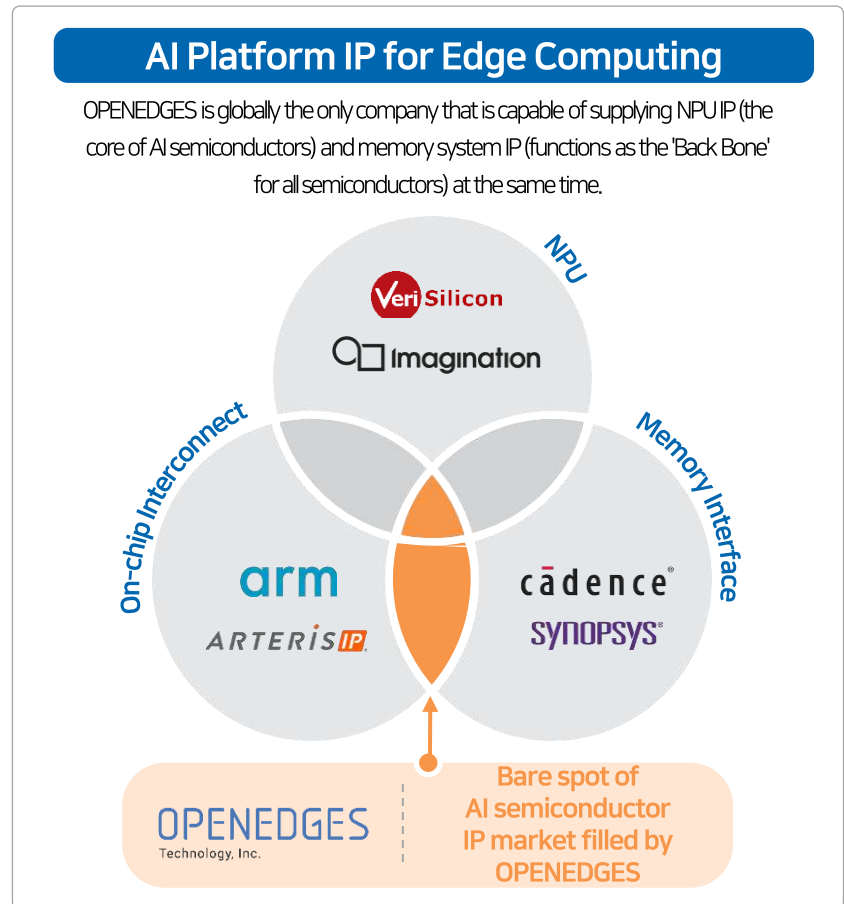 AI Platform IP for Edge Computing
OPENEDGES is globally the only company that is capable of supplying NPU IP (the
core of AI semiconductors) and memory system IP (functions as the 'Back Bone'
for all semiconductors) at the same time.
NPU
VeriSilicon
Imagination
On-chip Interconnect
Memory Interface
arm
ARTERIS IP
cādence®
SYNOPSYS®
OPENEDGES
Technology, Inc.
Bare spot of
AI semiconductor
IP market filled by
OPENEDGES